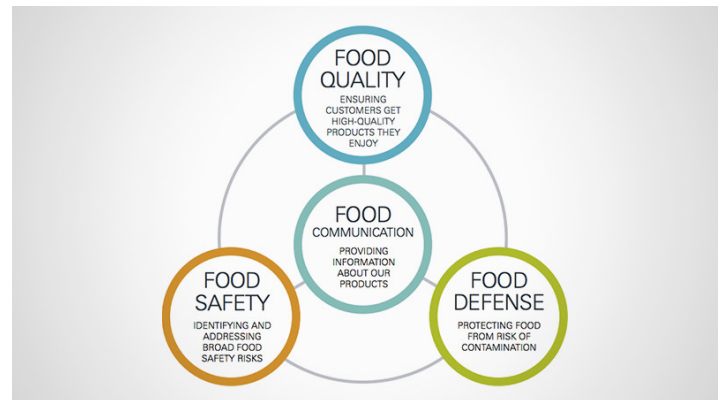 FOOD
QUALITY
ENSURING
CUSTOMERS GET
HIGH-QUALITY
PRODUCTS THEY
ENJOY
FOOD
COMMUNICATION
PROVIDING
INFORMATION
ABOUT OUR
PRODUCTS
FOOD
SAFETY
IDENTIFYING AND
ADDRESSING
BROAD FOOD
SAFETY RISKS
FOOD
DEFENSE
PROTECTING FOOD
FROM RISK OF
CONTAMINATION